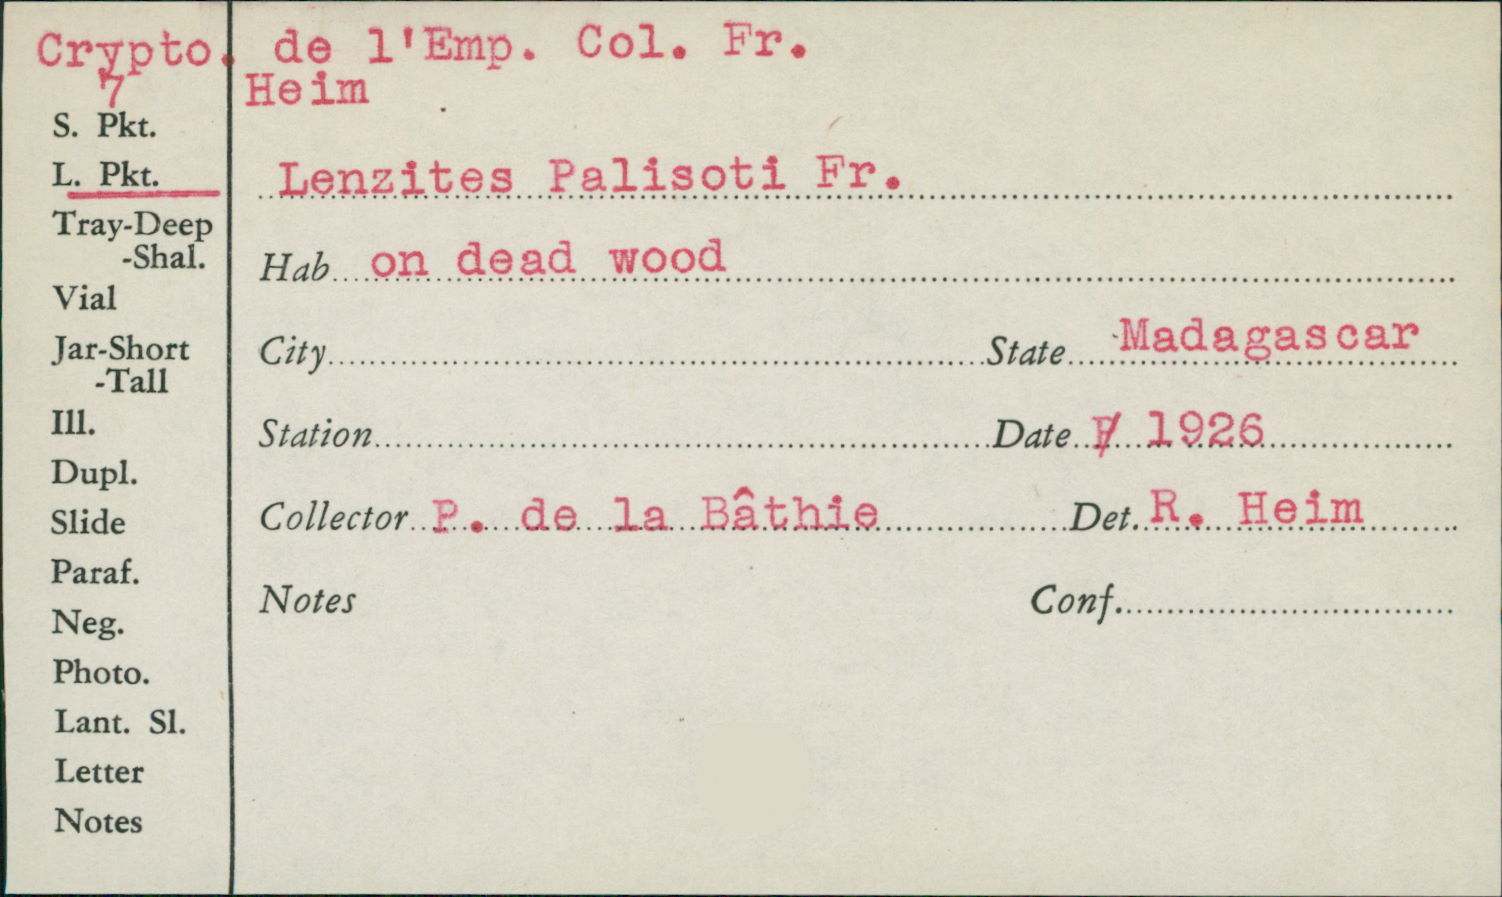 Crypto. de l'Emp. Col. Fr.
7 Heim
S. Pkt.
L. Pkt.
Lenzites Palisoti Fr.
Tray-Deep
-Shal.
Hab. on dead wood
Vial
Jar-Short
-Tall
City State Madagascar
Ill.
Station Date 1926
Dupl.
Slide
Collector P. de la Bâthie Det. R. Heim
Paraf.
Neg.
Notes Conf.
Photo.
Lant. Sl.
Letter
Notes